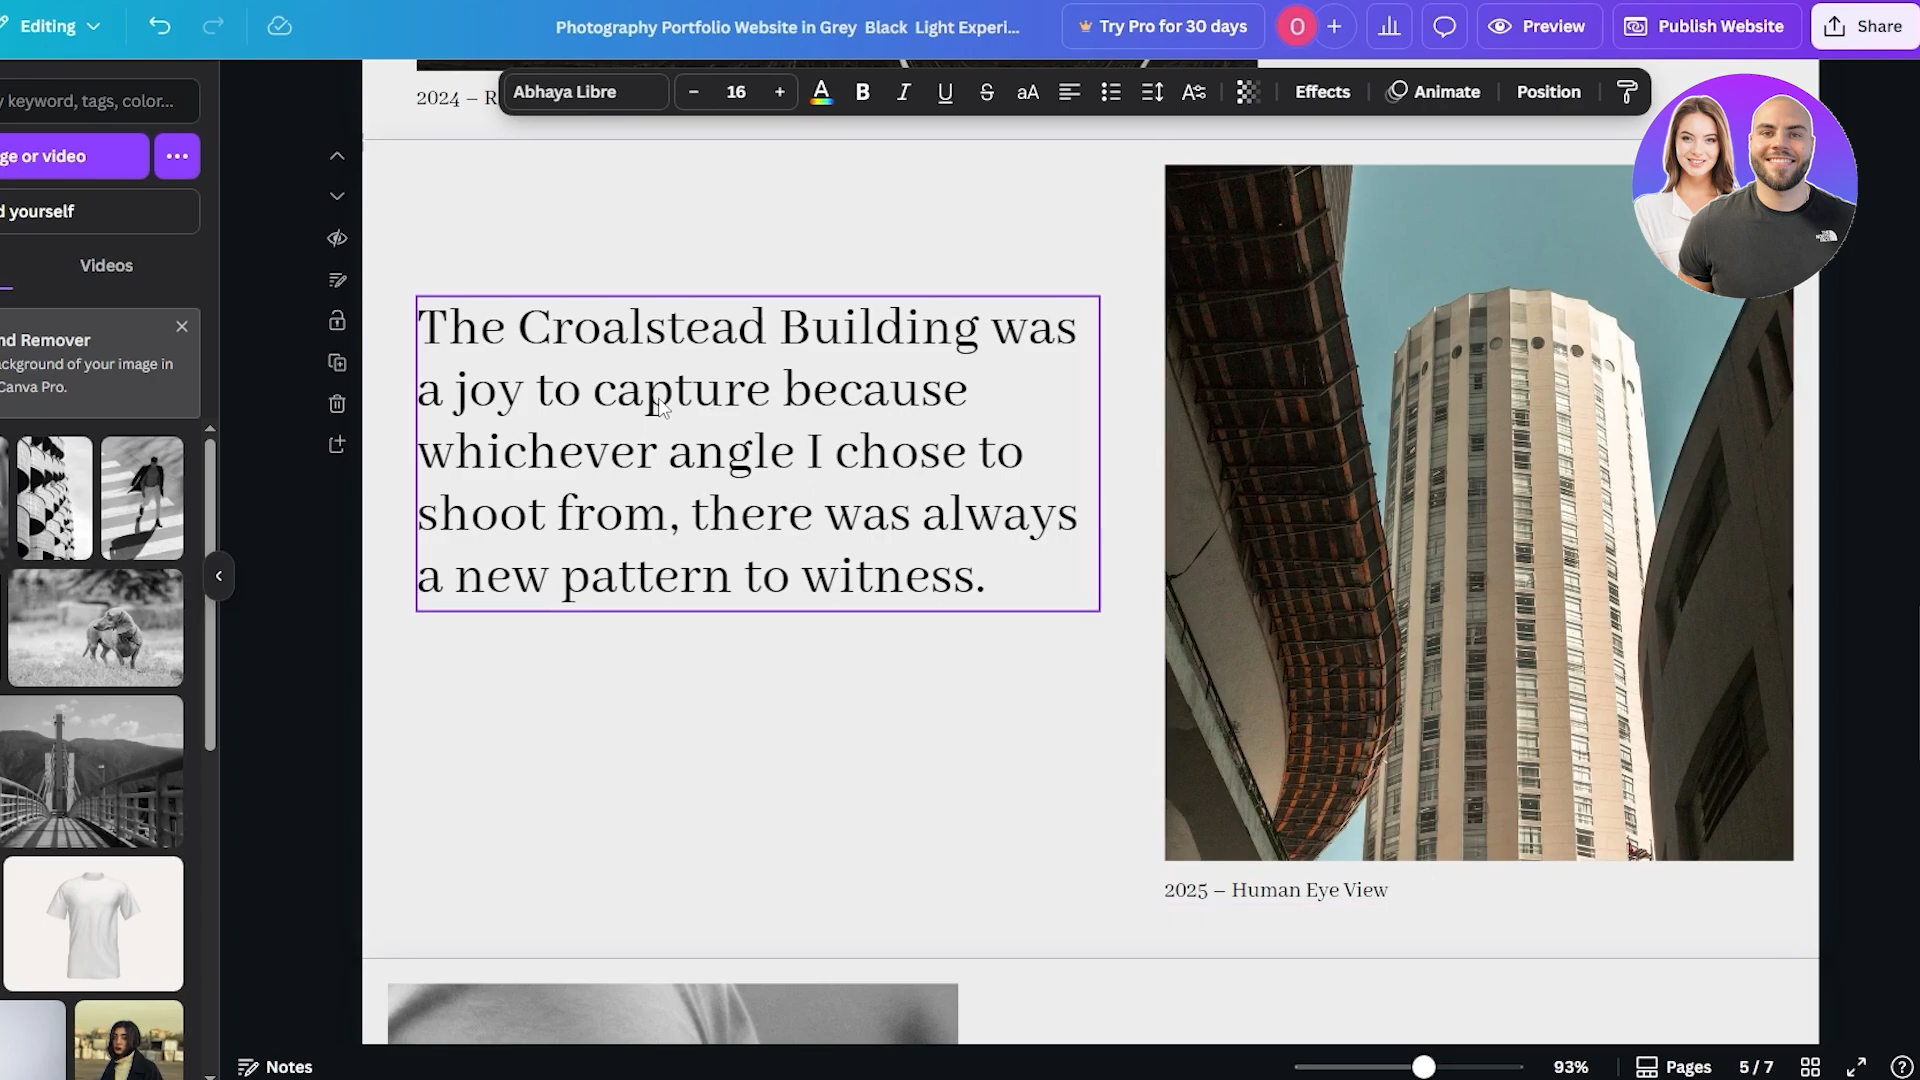 Editing
Photography Portfolio Website in Grey Black Light Experi...
Try Pro for 30 days
O
Preview
Publish Website
Share
y keyword, tags, color...
ge or video
d yourself
Videos
nd Remover
ackground of your image in
Canva Pro.
2024 – R
Abhaya Libre
16
A
B
I
U
S
aA
Effects
Animate
Position
The Croalstead Building was
a joy to capture because
whichever angle I chose to
shoot from, there was always
a new pattern to witness.
2025 – Human Eye View
Notes
93%
Pages
5 / 7